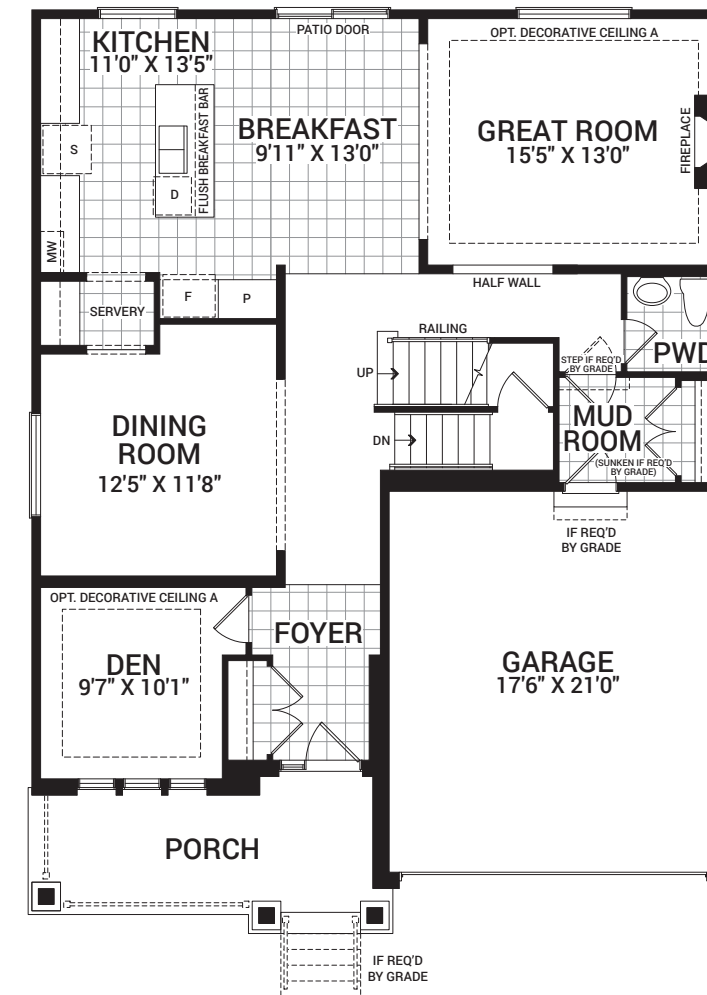 PATIO DOOR
OPT. DECORATIVE CEILING A
KITCHEN
11'0" X 13'5"
FLUSH BREAKFAST BAR
BREAKFAST
9'11" X 13'0"
GREAT ROOM
15'5" X 13'0"
FIREPLACE
S
D
MW
SERVERY
F
P
HALF WALL
RAILING
UP
DN
STEP IF REQ'D
BY GRADE
PWD
DINING
ROOM
12'5" X 11'8"
MUD
ROOM
(SUNKEN IF REQ'D
BY GRADE)
IF REQ'D
BY GRADE
OPT. DECORATIVE CEILING A
DEN
9'7" X 10'1"
FOYER
GARAGE
17'6" X 21'0"
PORCH
IF REQ'D
BY GRADE